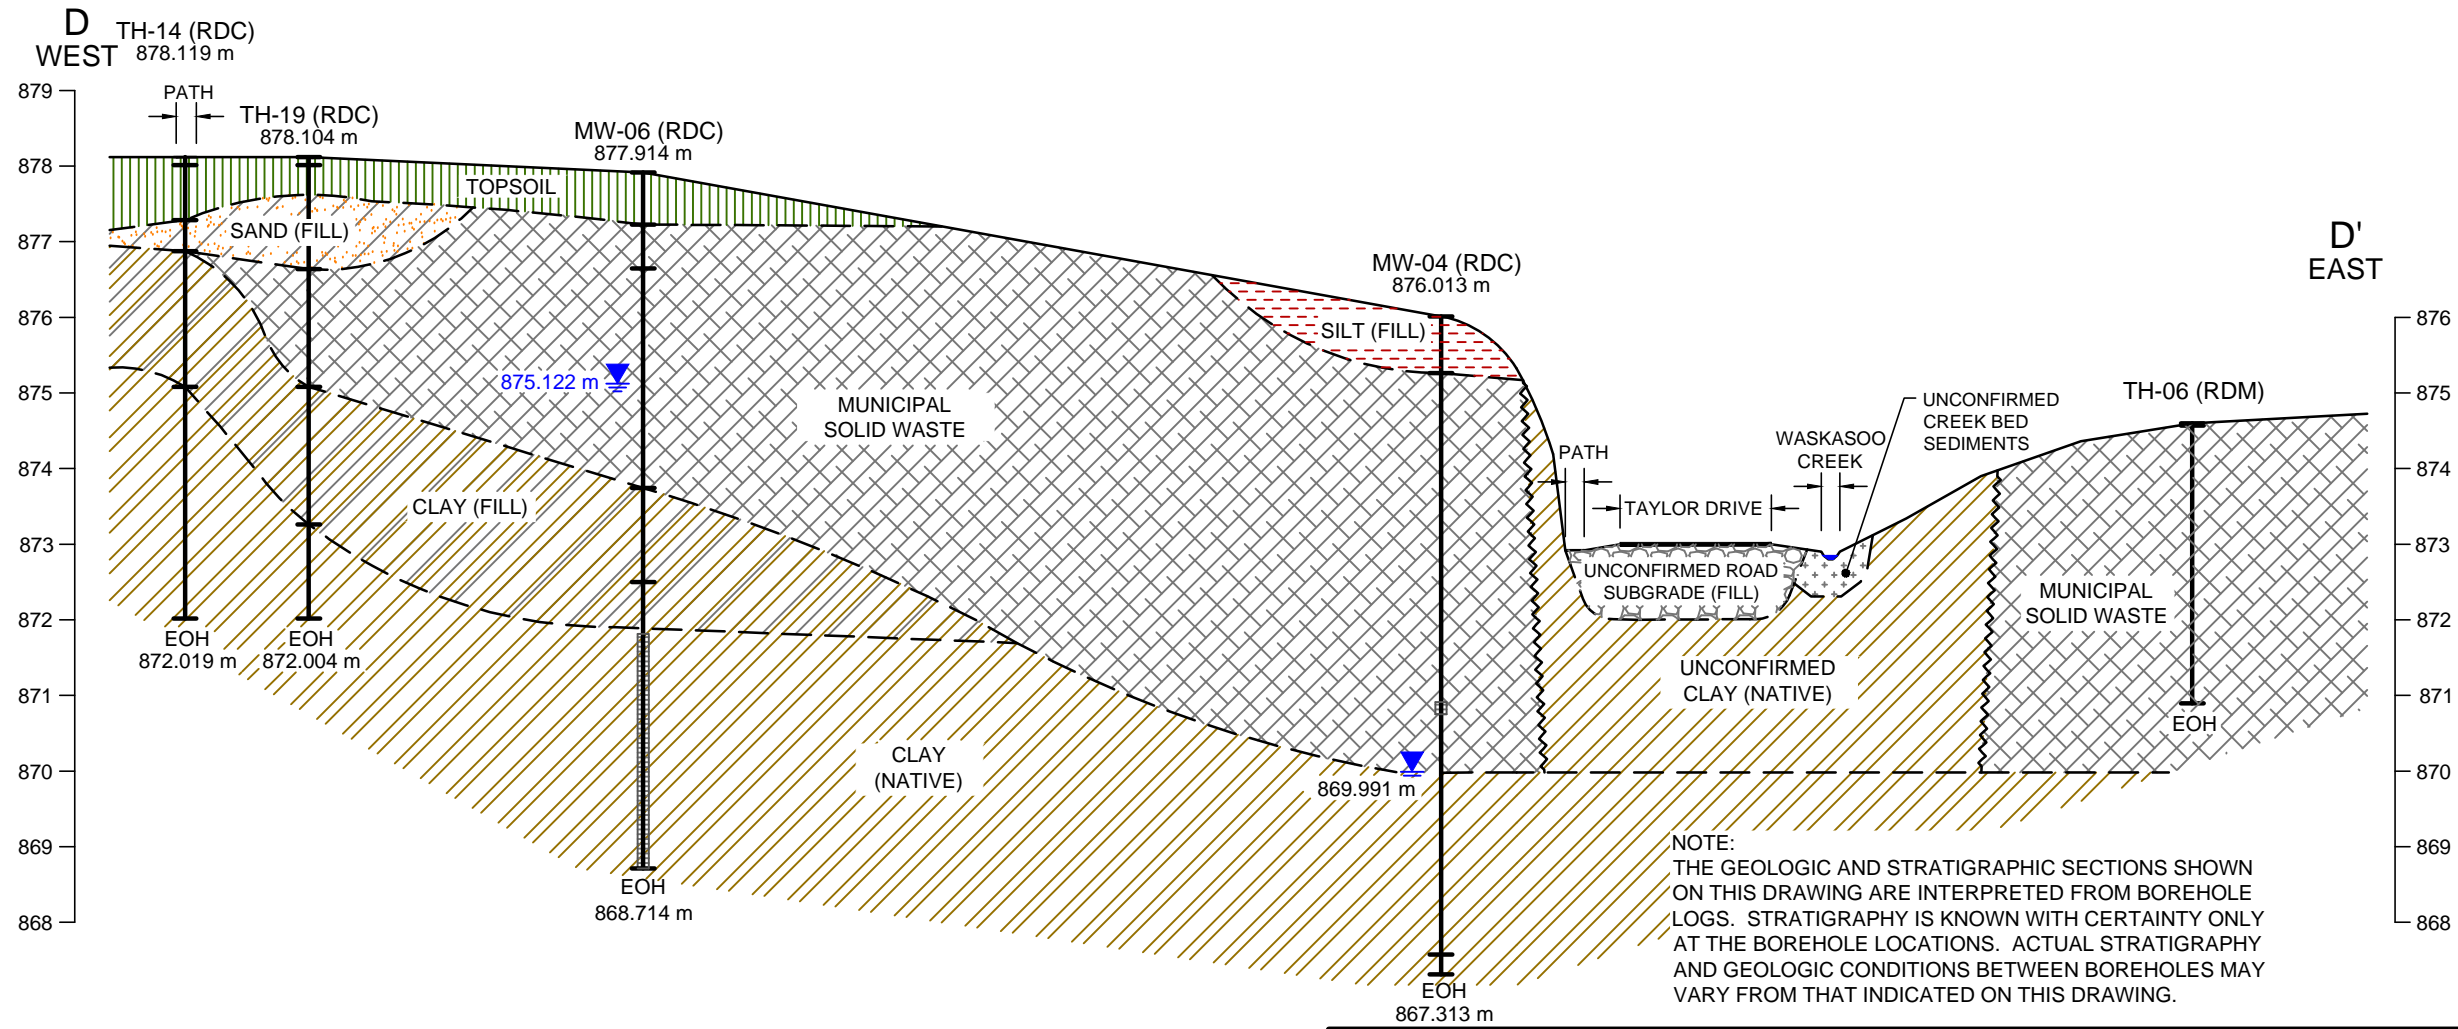 D
WEST
TH-14 (RDC)
878.119 m
PATH
TH-19 (RDC)
878.104 m
MW-06 (RDC)
877.914 m
MW-04 (RDC)
876.013 m
D'
EAST
TH-06 (RDM)
879
878
877
876
875
874
873
872
871
870
869
868
TOPSOIL
SAND (FILL)
875.122 m
MUNICIPAL
SOLID WASTE
SILT (FILL)
CLAY (FILL)
PATH
TAYLOR DRIVE
WASKASOO
CREEK
UNCONFIRMED
CREEK BED
SEDIMENTS
UNCONFIRMED ROAD
SUBGRADE (FILL)
MUNICIPAL
SOLID WASTE
UNCONFIRMED
CLAY (NATIVE)
EOH
872.019 m
EOH
872.004 m
CLAY
(NATIVE)
869.991 m
EOH
EOH
868.714 m
EOH
867.313 m
876
875
874
873
872
871
870
869
868
NOTE:
THE GEOLOGIC AND STRATIGRAPHIC SECTIONS SHOWN
ON THIS DRAWING ARE INTERPRETED FROM BOREHOLE
LOGS.  STRATIGRAPHY IS KNOWN WITH CERTAINTY ONLY
AT THE BOREHOLE LOCATIONS.  ACTUAL STRATIGRAPHY
AND GEOLOGIC CONDITIONS BETWEEN BOREHOLES MAY
VARY FROM THAT INDICATED ON THIS DRAWING.